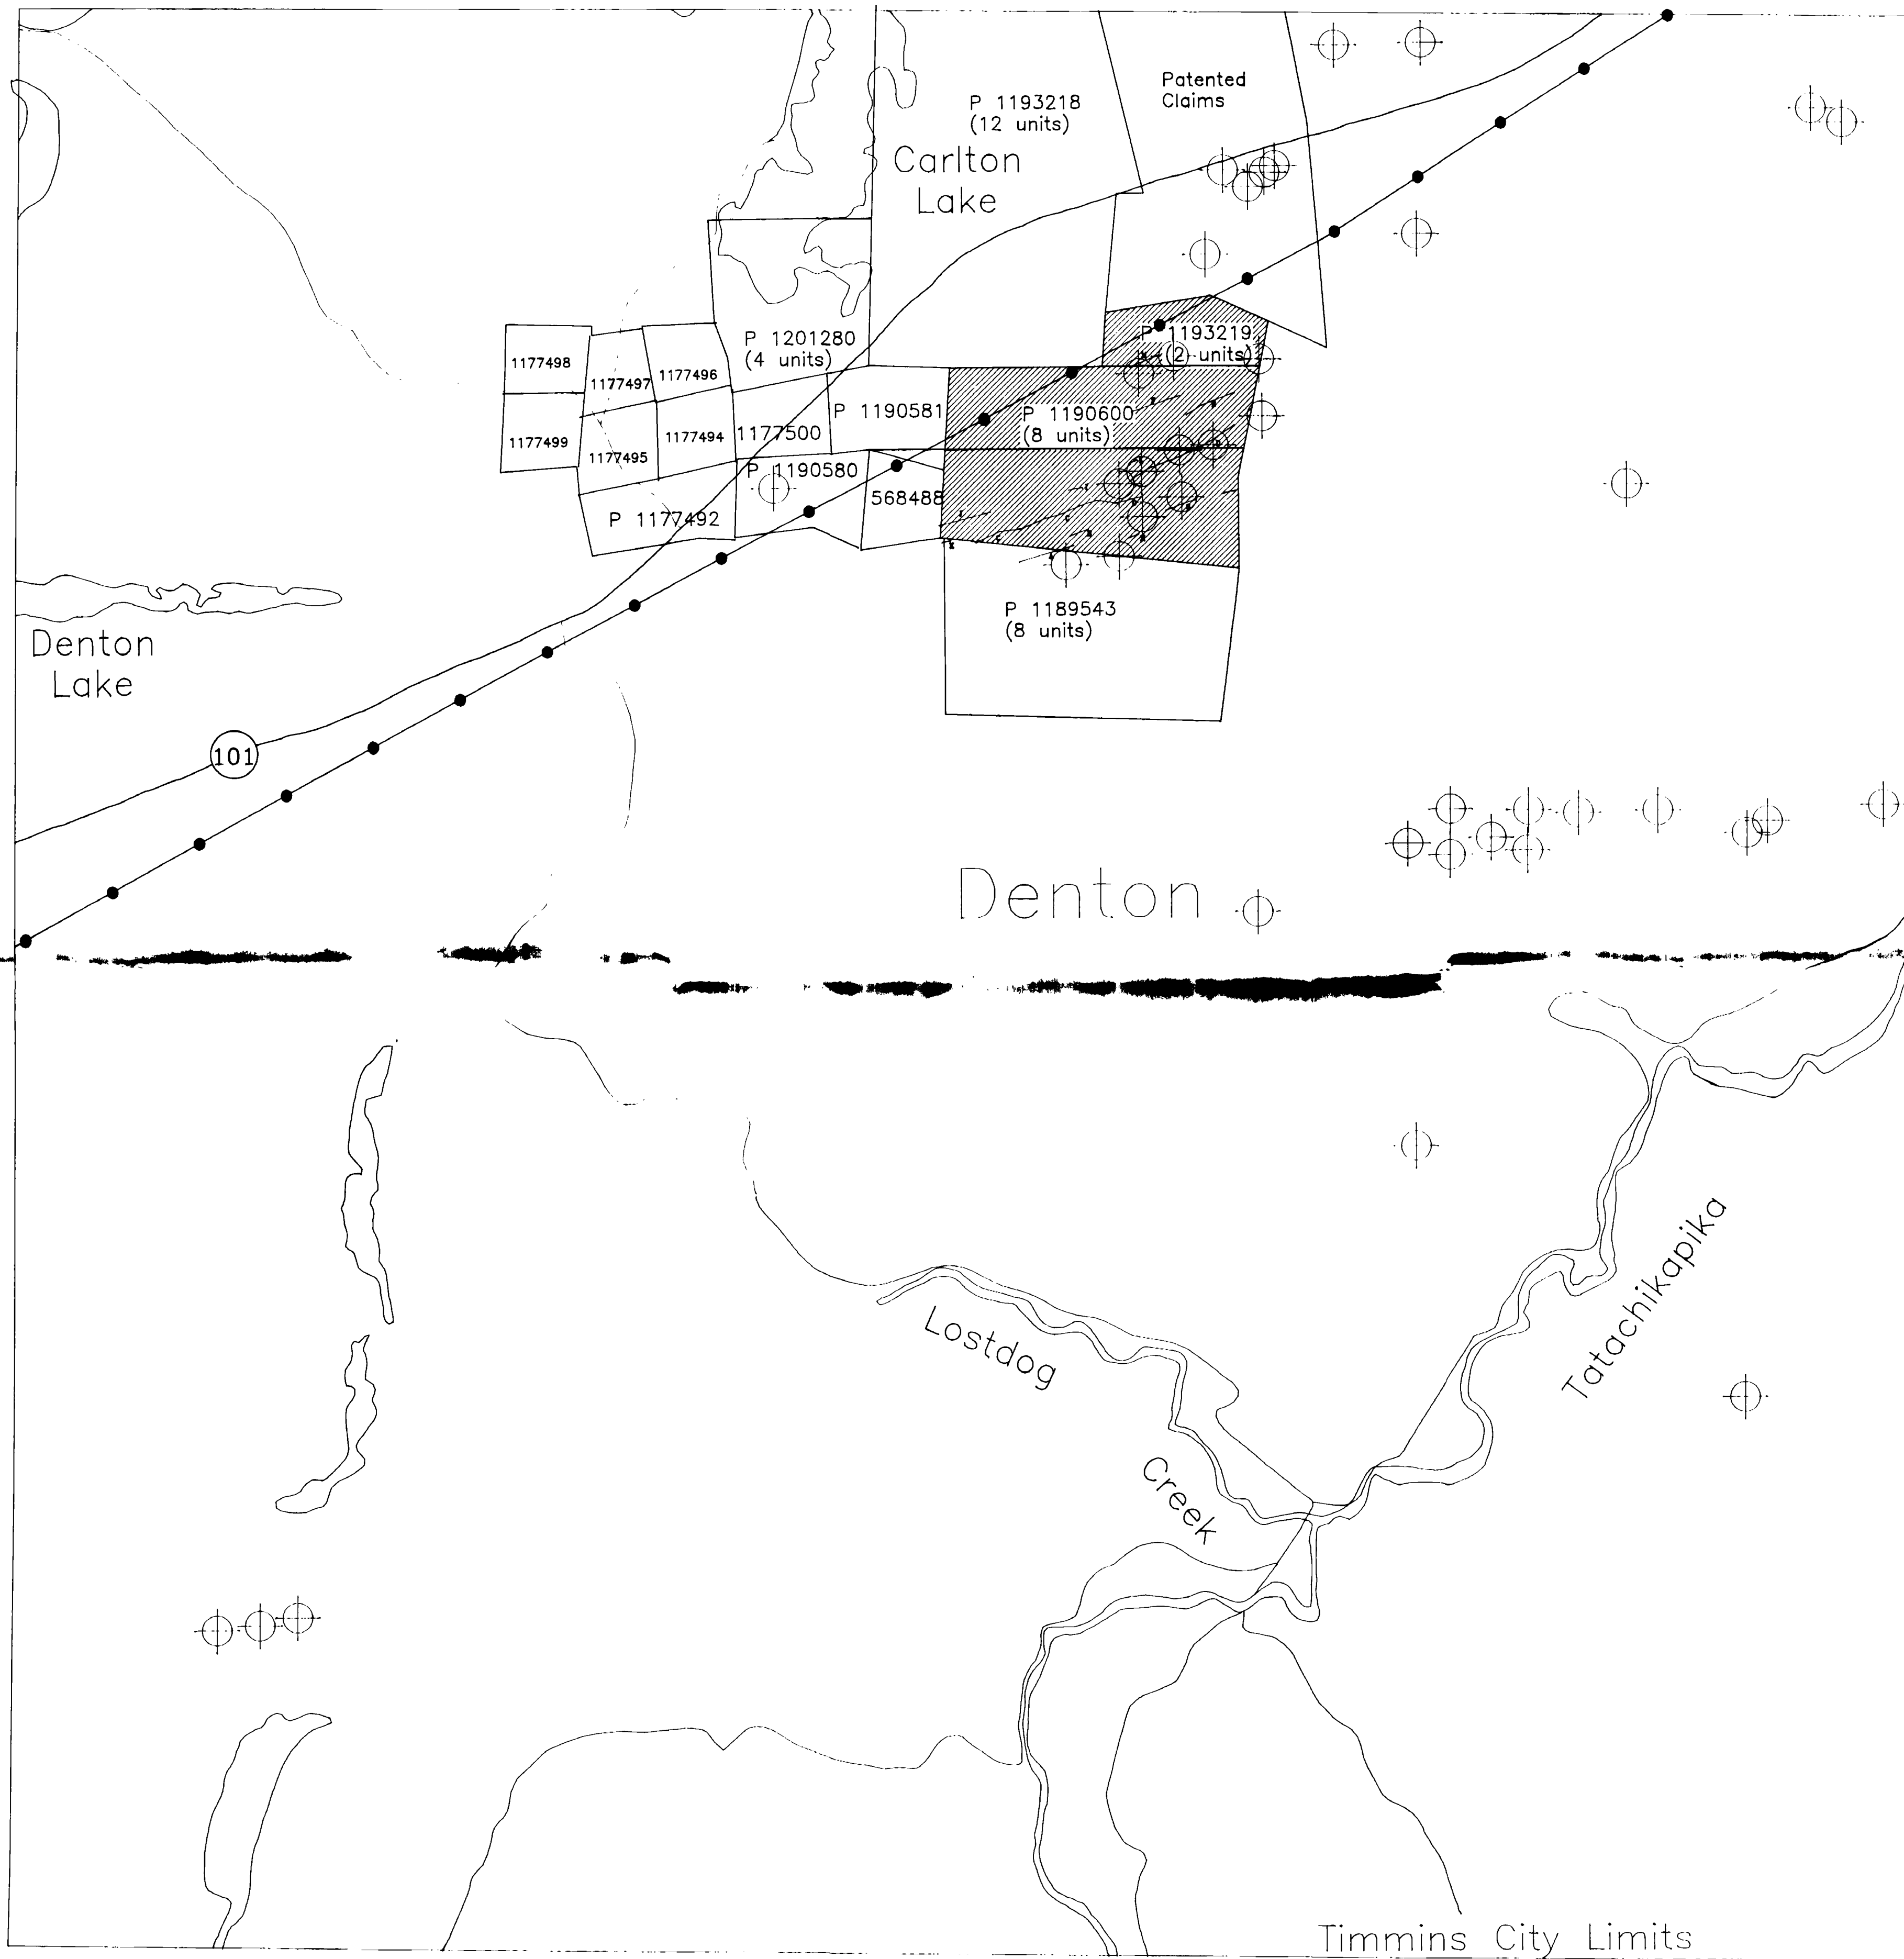 Patented
Claims
P 1193218
(12 units)
Carlton
Lake
P 1193219
(2 units)
P 1201280
(4 units)
1177498
1177497
1177496
P 1190581
P 1190600
(8 units)
1177499
1177495
1177494
1177500
P 1190580
568488
P 1177492
P 1189543
(8 units)
Denton
Lake
101
Denton
Tatachikapika
Lostdog
Creek
Timmins City Limits